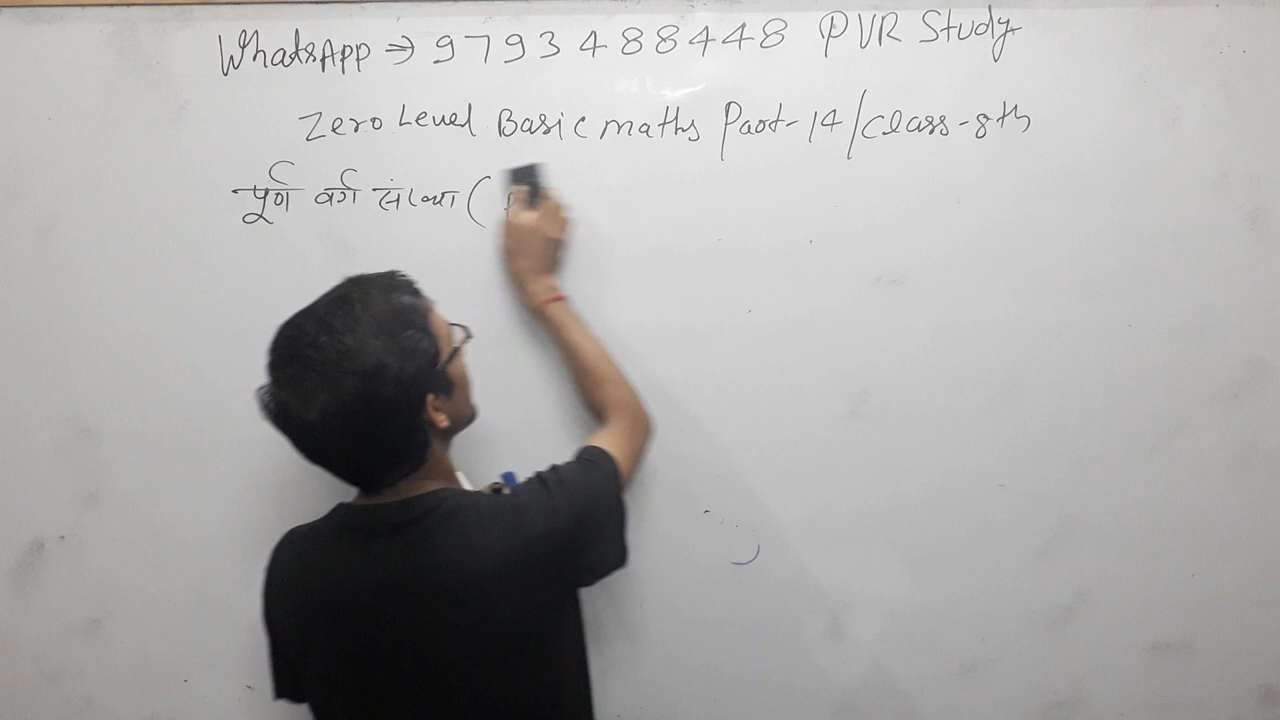 WhatsApp ⇒ 9793488448 PVR Study
Zero Level Basic maths Part-14/Class-8th
पूर्ण वर्ग संख्या (